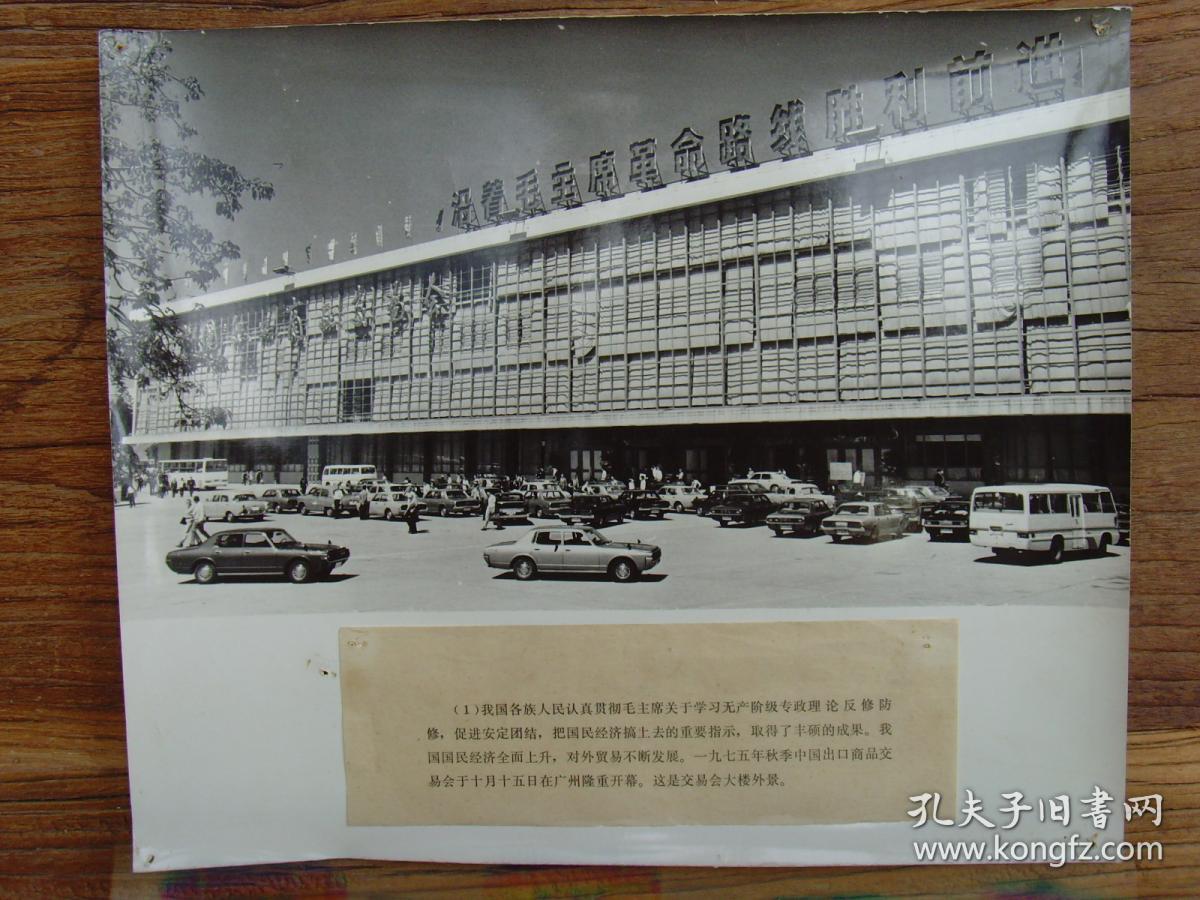 沿着毛主席革命路线胜利前进
（1）我国各族人民认真贯彻毛主席关于学习无产阶级专政理论反修防
修，促进安定团结，把国民经济搞上去的重要指示，取得了丰硕的成果。我
国国民经济全面上升，对外贸易不断发展。一九七五年秋季中国出口商品交
易会于十月十五日在广州隆重开幕。这是交易会大楼外景。
孔夫子旧书网
www.kongfz.com